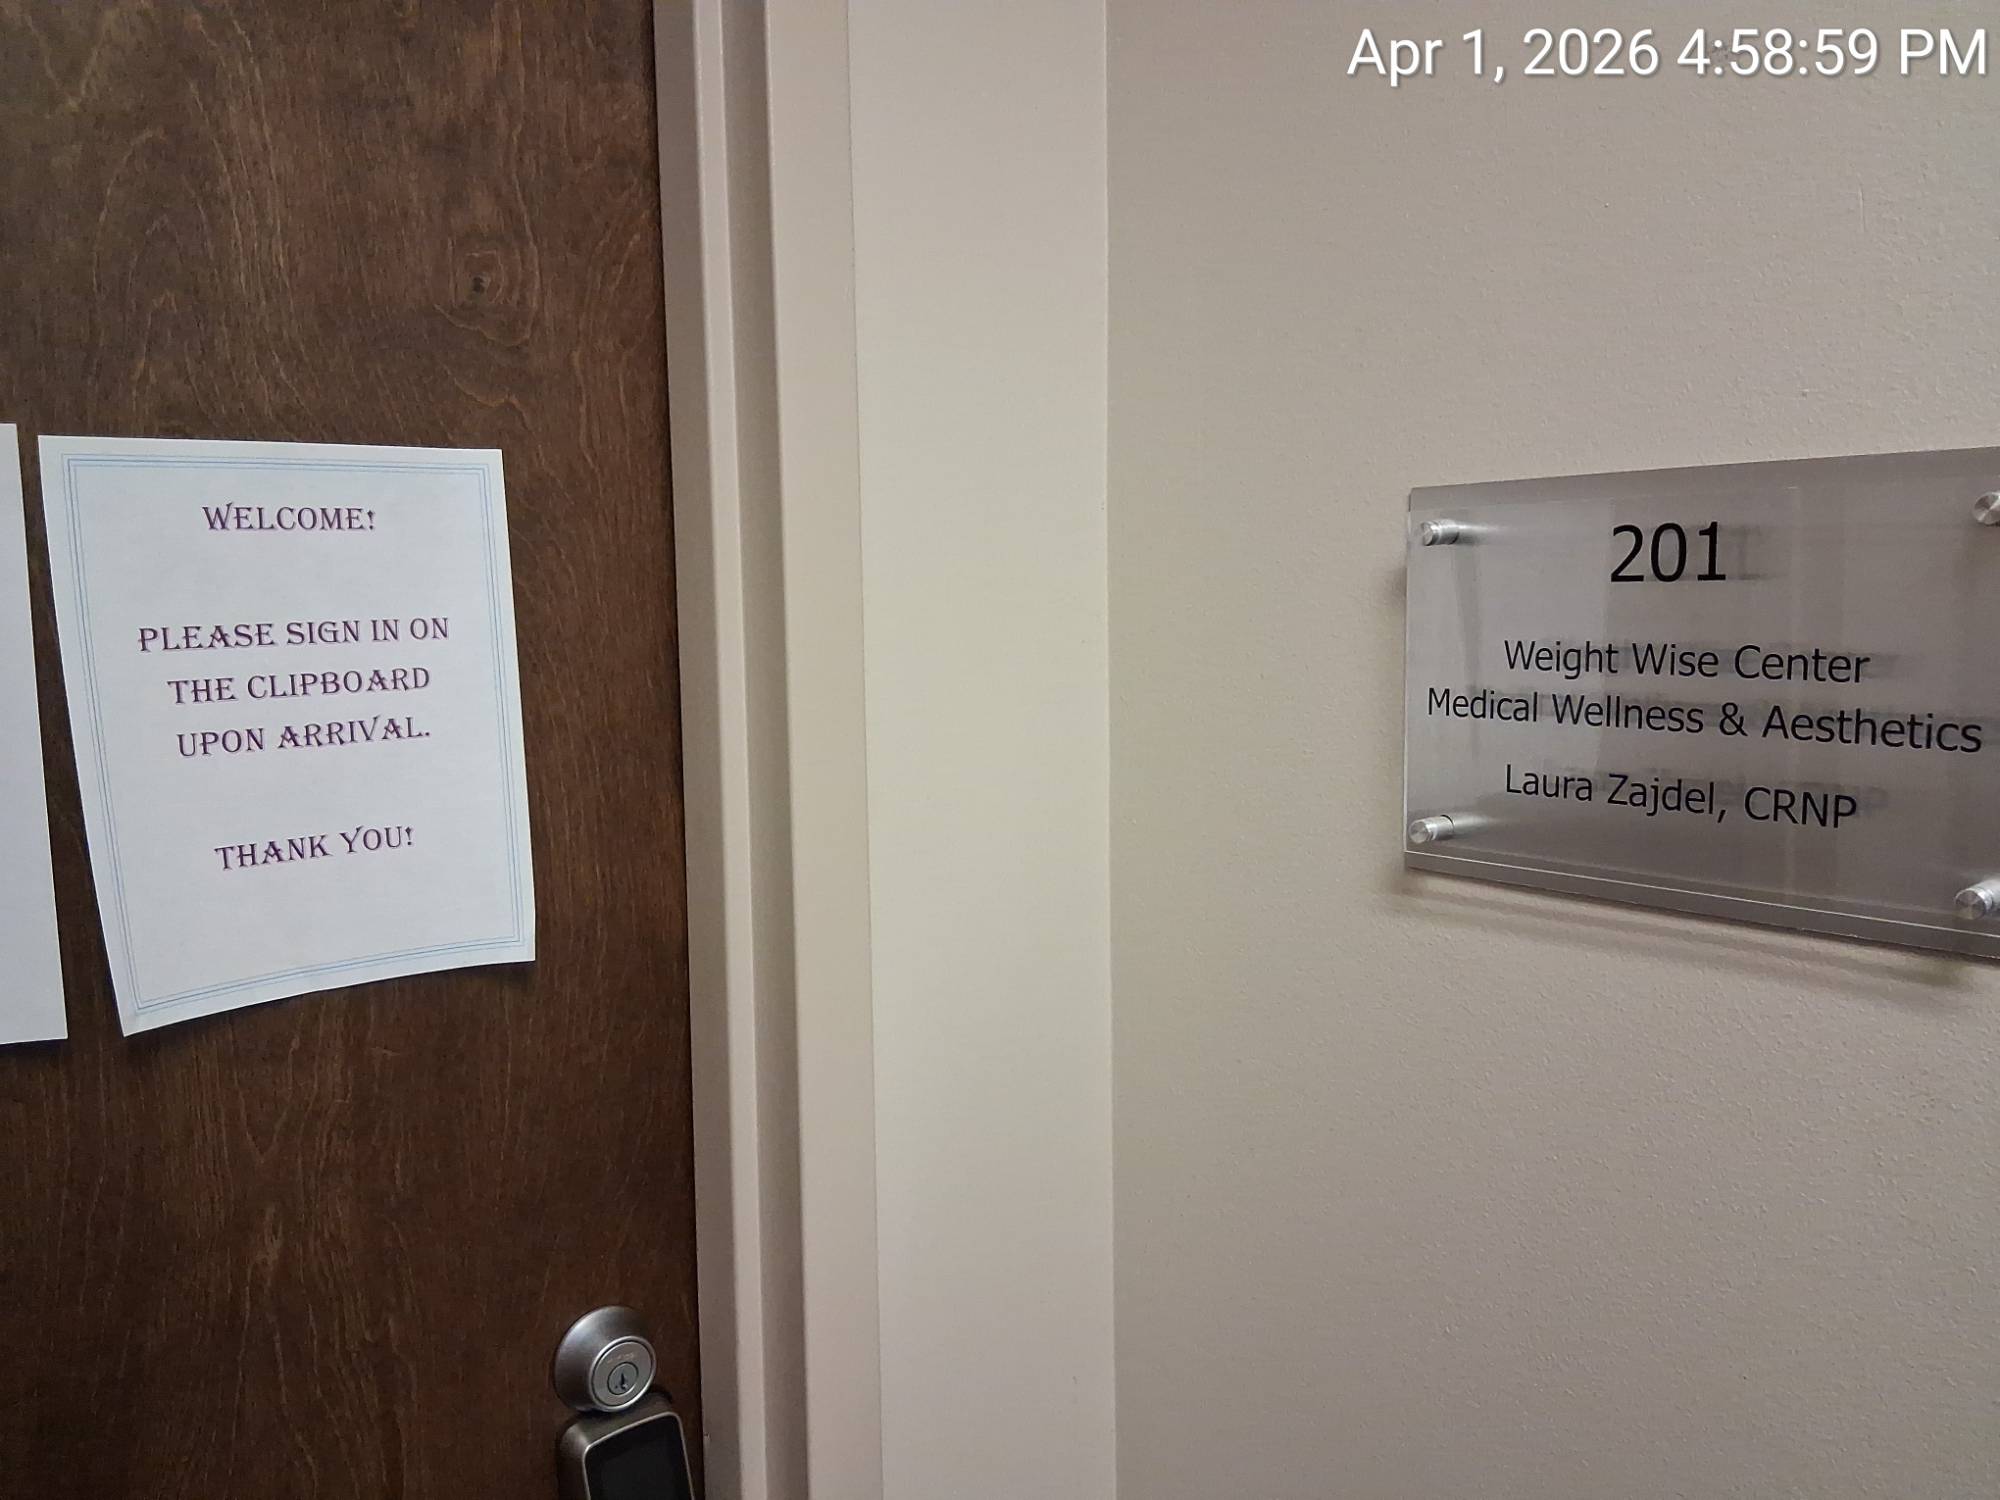 Apr 1, 2026 4:58:59 PM
WELCOME!
PLEASE SIGN IN ON
THE CLIPBOARD
UPON ARRIVAL.
THANK YOU!
201
Weight Wise Center
Medical Wellness & Aesthetics
Laura Zajdel, CRNP